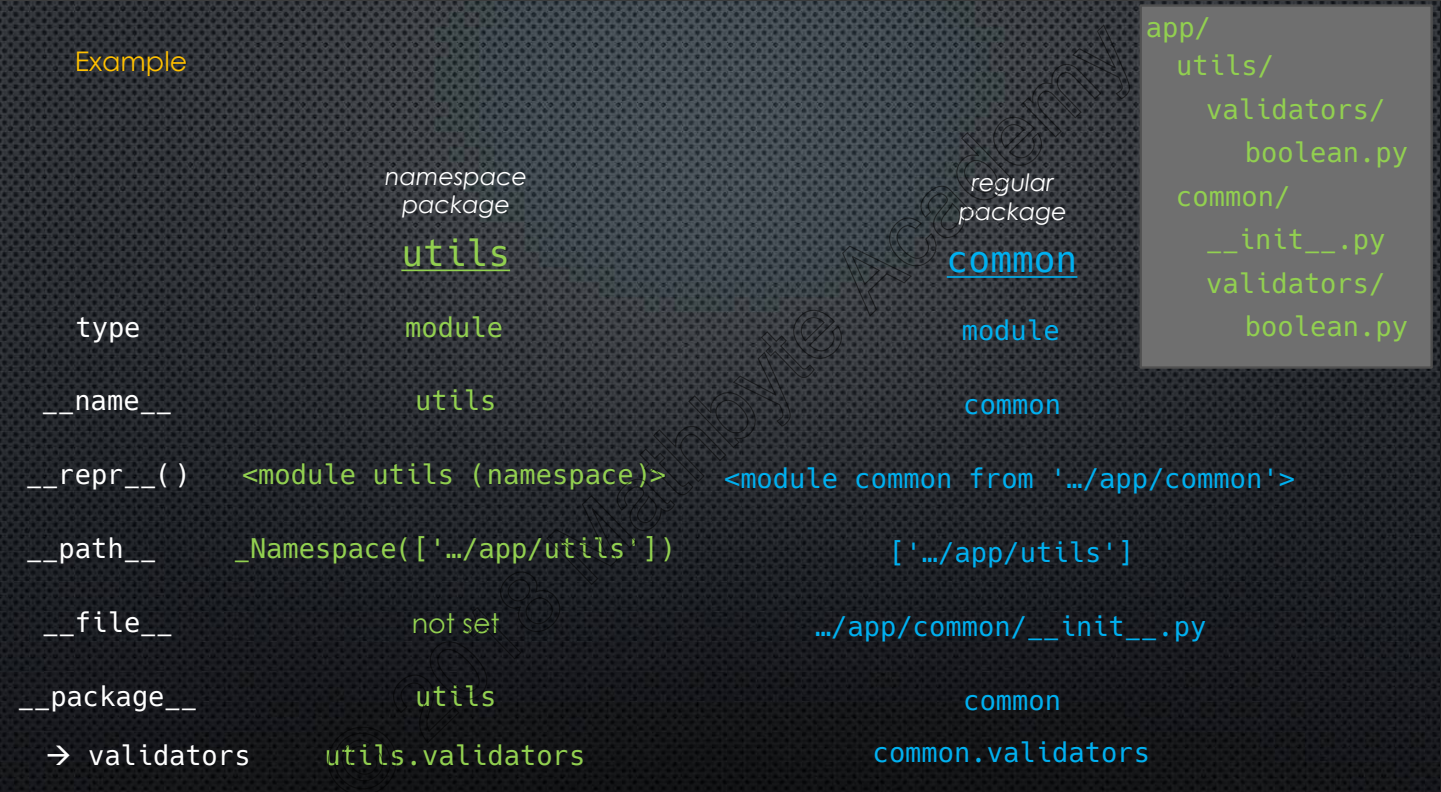 Example
app/
utils/
validators/
boolean.py
common/
__init__.py
validators/
boolean.py
namespace
package
utils
regular
package
common
type module module
__name__ utils common
__repr__() <module utils (namespace)> <module common from '…/app/common'>
__path__ _Namespace(['…/app/utils']) ['…/app/utils']
__file__ not set …/app/common/__init__.py
__package__ utils common
→ validators utils.validators common.validators
Mathbyte Academy